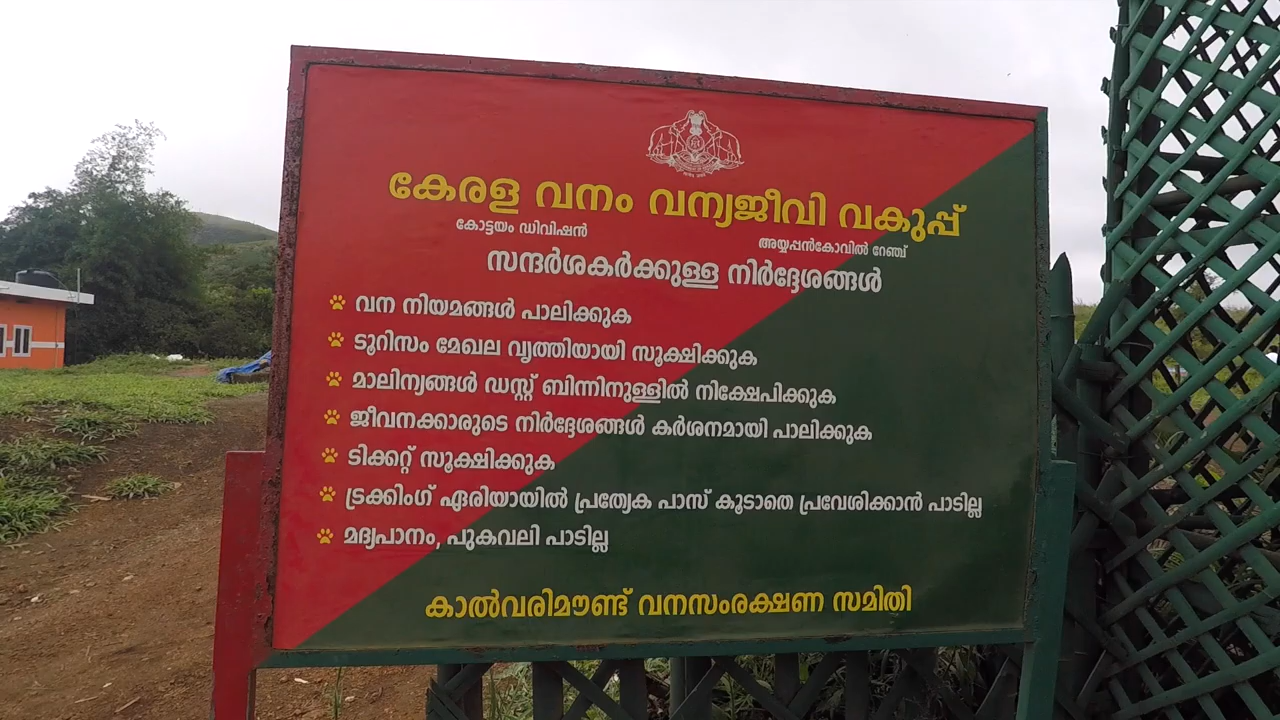 കേരള വനം വന്യജീവി വകുപ്പ്
കോട്ടയം ഡിവിഷൻ
അയ്യപ്പൻകോവിൽ റേഞ്ച്
സന്ദർശകർക്കുള്ള നിർദ്ദേശങ്ങൾ
വന നിയമങ്ങൾ പാലിക്കുക
ടൂറിസം മേഖല വൃത്തിയായി സൂക്ഷിക്കുക
മാലിന്യങ്ങൾ ഡസ്റ്റ് ബിന്നിനുള്ളിൽ നിക്ഷേപിക്കുക
ജീവനക്കാരുടെ നിർദ്ദേശങ്ങൾ കർശനമായി പാലിക്കുക
ടിക്കറ്റ് സൂക്ഷിക്കുക
ട്രക്കിംഗ് ഏരിയായിൽ പ്രത്യേക പാസ് കൂടാതെ പ്രവേശിക്കാൻ പാടില്ല
മദ്യപാനം, പുകവലി പാടില്ല
കാൽവരിമൗണ്ട് വനസംരക്ഷണ സമിതി